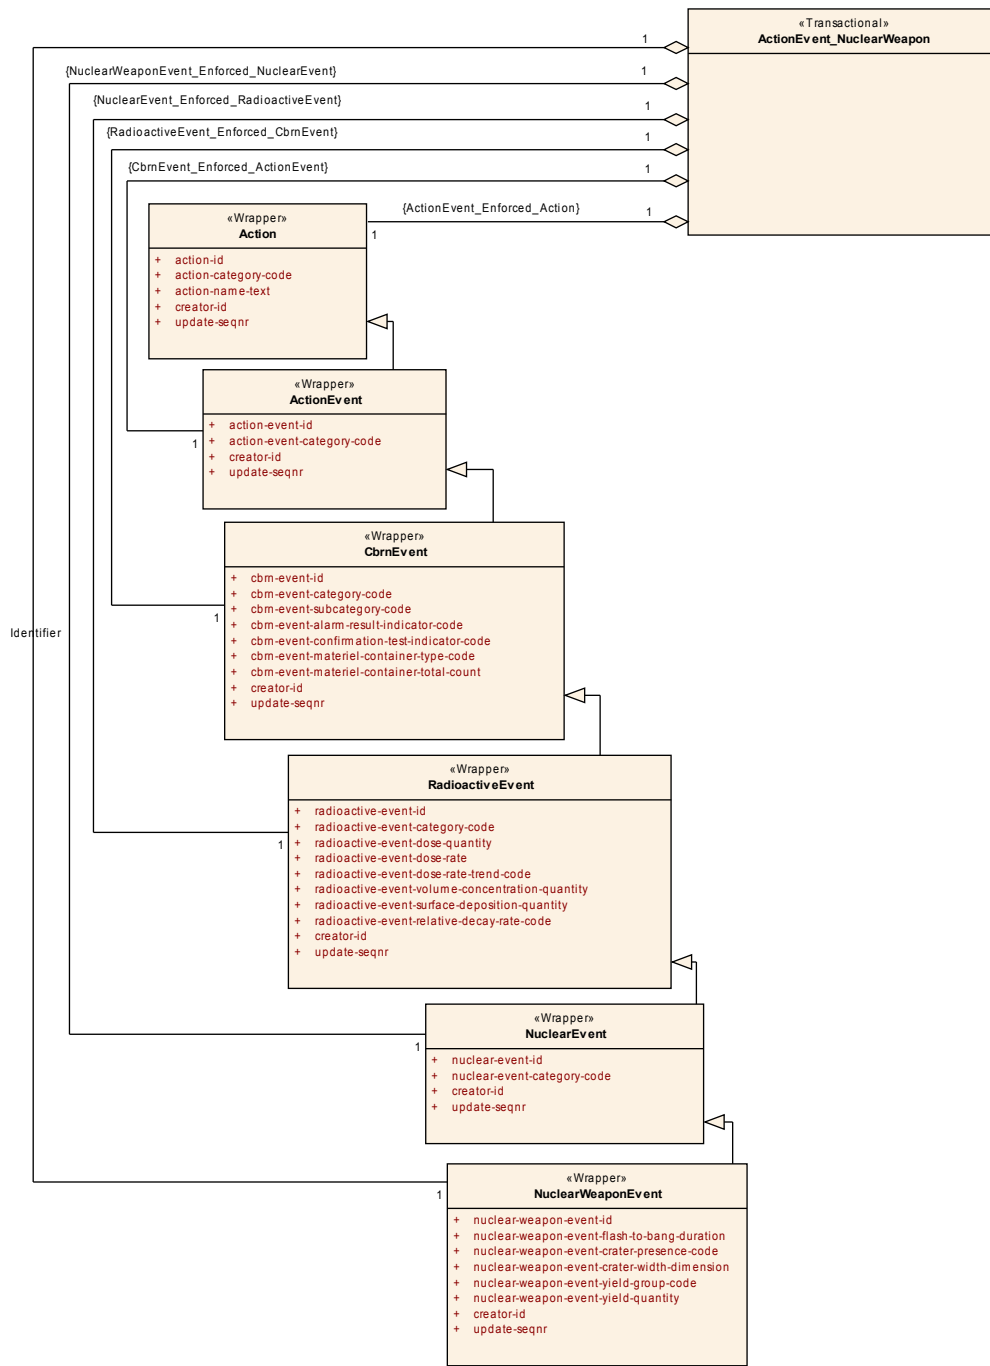 «Transactional»
ActionEvent_NuclearWeapon
1
{NuclearWeaponEvent_Enforced_NuclearEvent}
1
{NuclearEvent_Enforced_RadioactiveEvent}
1
{RadioactiveEvent_Enforced_CbrnEvent}
1
{CbrnEvent_Enforced_ActionEvent}
1
{ActionEvent_Enforced_Action}
1
1
«Wrapper»
Action
+ action-id
+ action-category-code
+ action-name-text
+ creator-id
+ update-seqnr
«Wrapper»
ActionEvent
+ action-event-id
+ action-event-category-code
+ creator-id
+ update-seqnr
1
«Wrapper»
CbrnEvent
+ cbrn-event-id
+ cbrn-event-category-code
+ cbrn-event-subcategory-code
+ cbrn-event-alarm-result-indicator-code
+ cbrn-event-confirmation-test-indicator-code
+ cbrn-event-materiel-container-type-code
+ cbrn-event-materiel-container-total-count
+ creator-id
+ update-seqnr
1
Identifier
«Wrapper»
RadioactiveEvent
+ radioactive-event-id
+ radioactive-event-category-code
+ radioactive-event-dose-quantity
+ radioactive-event-dose-rate
+ radioactive-event-dose-rate-trend-code
+ radioactive-event-volume-concentration-quantity
+ radioactive-event-surface-deposition-quantity
+ radioactive-event-relative-decay-rate-code
+ creator-id
+ update-seqnr
1
«Wrapper»
NuclearEvent
+ nuclear-event-id
+ nuclear-event-category-code
+ creator-id
+ update-seqnr
1
«Wrapper»
NuclearWeaponEvent
+ nuclear-weapon-event-id
+ nuclear-weapon-event-flash-to-bang-duration
+ nuclear-weapon-event-crater-presence-code
+ nuclear-weapon-event-crater-width-dimension
+ nuclear-weapon-event-yield-group-code
+ nuclear-weapon-event-yield-quantity
+ creator-id
+ update-seqnr
1